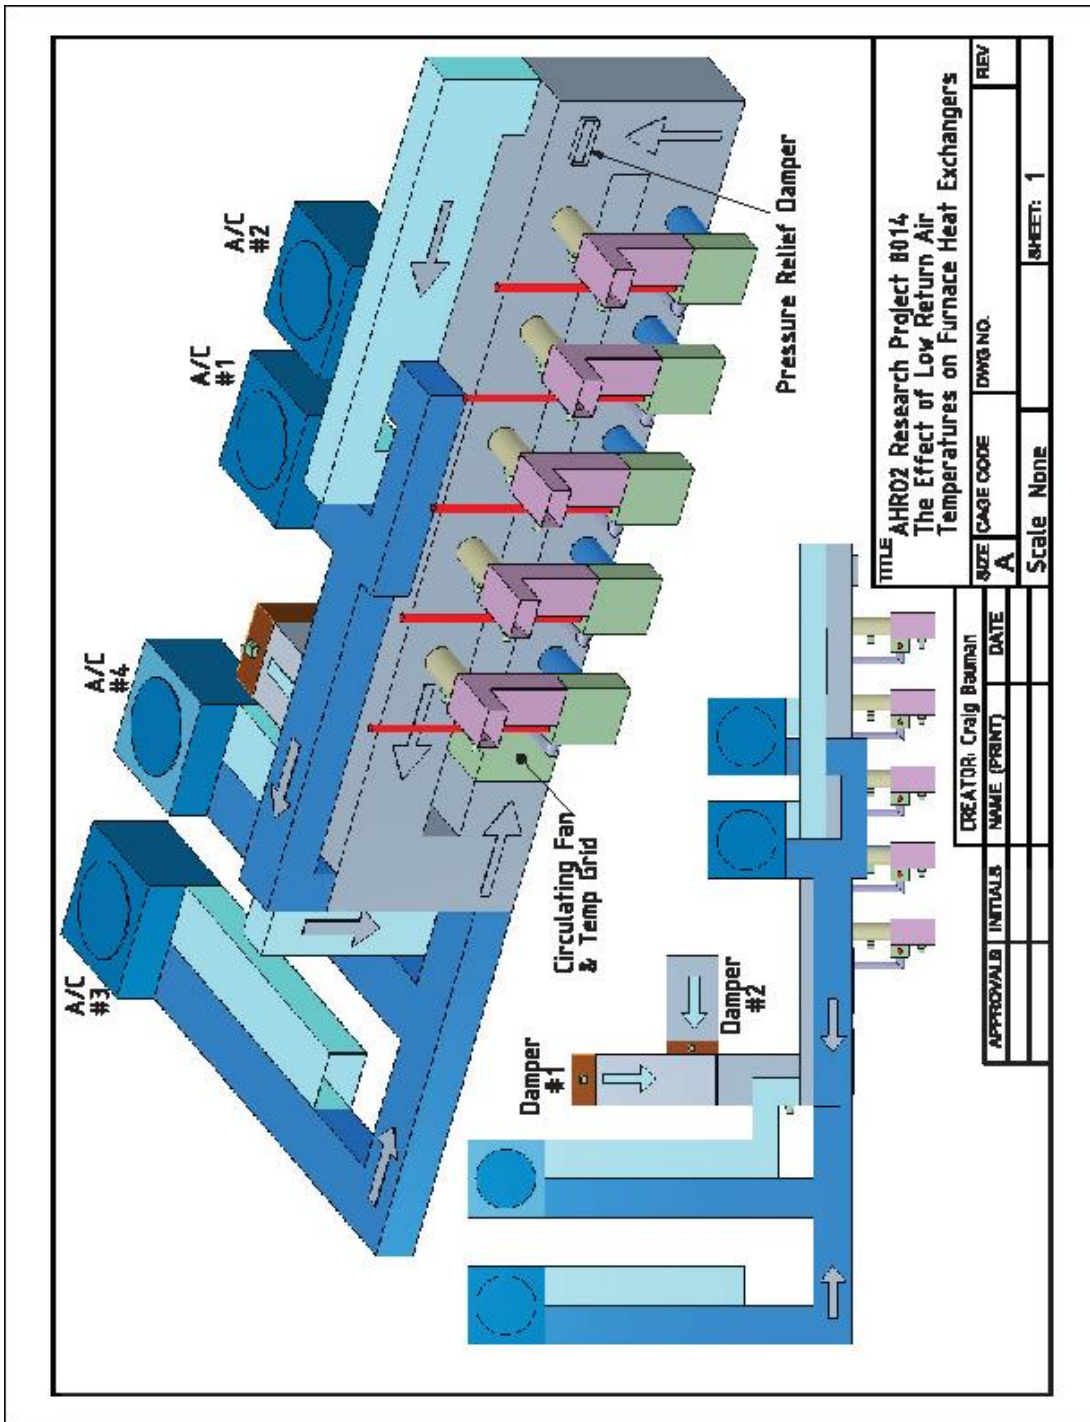 A/C
#3
A/C
#4
A/C
#1
A/C
#2
Circulating Fan
& Temp Grid
Pressure Relief Damper
Damper
#1
Damper
#2
TITLE
AHRO2 Research Project 8014
The Effect of Low Return Air
Temperatures on Furnace Heat Exchangers
CREATOR: Craig Bauman
SIZE
A
CAGE CODE
DWG NO.
REV
APPROVALS
INITIALS
NAME (PRINT)
DATE
Scale None
SHEET: 1